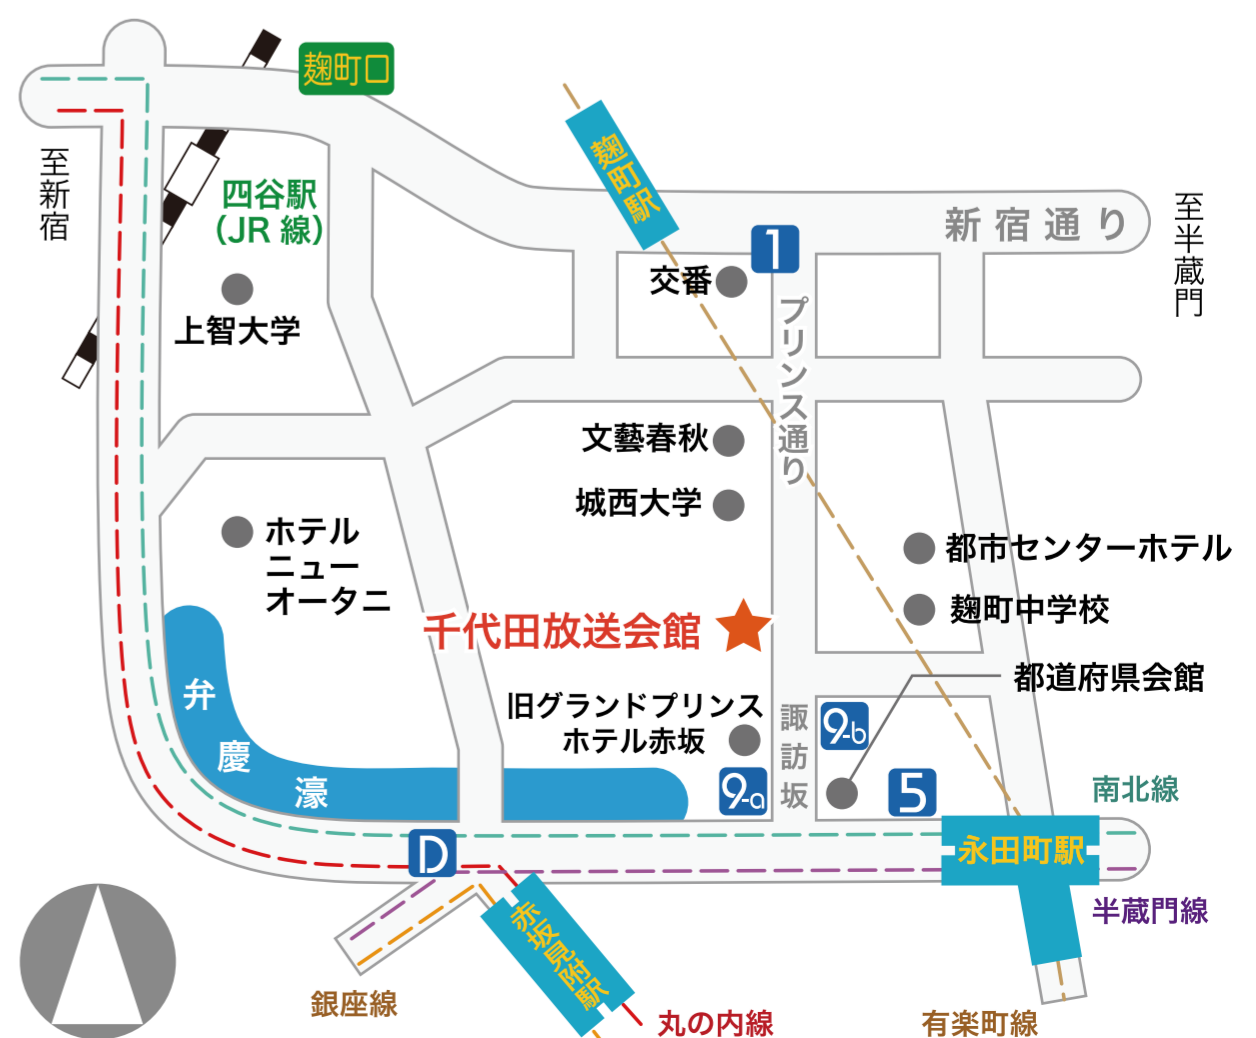 麹町口
至新宿
四谷駅
(JR 線)
上智大学
麹町駅
新宿通り
至半蔵門
1
交番
プリンス通り
文藝春秋
城西大学
ホテル
ニュー
オータニ
都市センターホテル
麹町中学校
千代田放送会館
都道府県会館
弁慶濠
旧グランドプリンス
ホテル赤坂
諏訪坂
9-b
9-a
5
南北線
D
永田町駅
半蔵門線
赤坂見附駅
銀座線
丸の内線
有楽町線